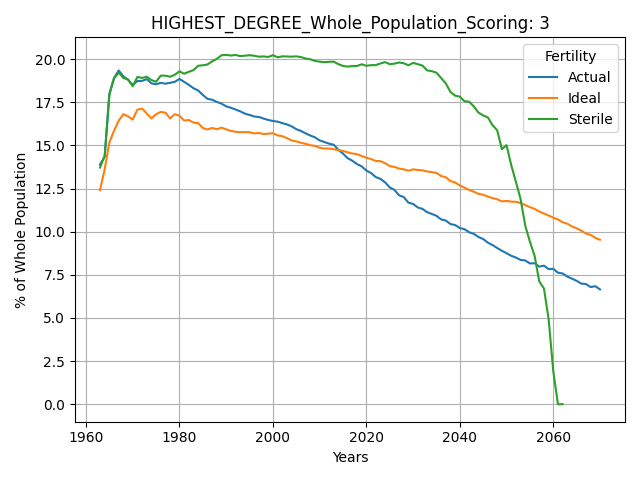 HIGHEST_DEGREE_Whole_Population_Scoring: 3
Fertility
Actual
Ideal
Sterile
% of Whole Population
20.0
17.5
15.0
12.5
10.0
7.5
5.0
2.5
0.0
1960 1980 2000 2020 2040 2060
Years